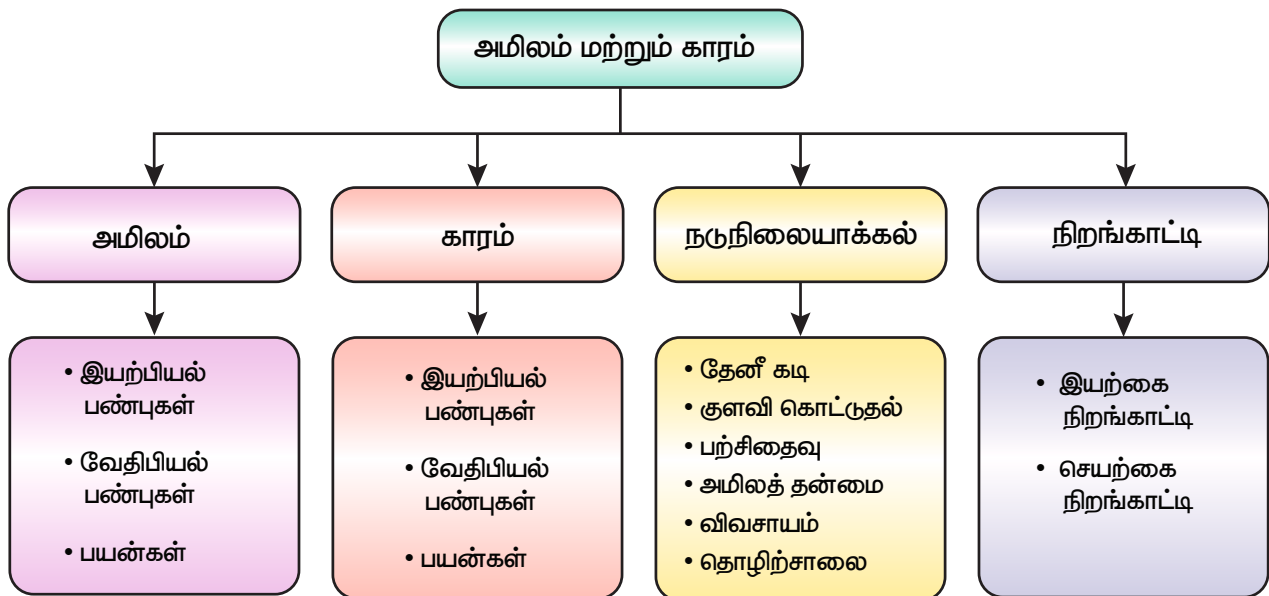 அமிலம் மற்றும் காரம்
அமிலம்
காரம்
நடுநிலையாக்கல்
நிறங்காட்டி
• இயற்பியல்
பண்புகள்
• வேதிபியல்
பண்புகள்
• பயன்கள்
• இயற்பியல்
பண்புகள்
• வேதிபியல்
பண்புகள்
• பயன்கள்
• தேனீ கடி
• குளவி கொட்டுதல்
• பற்சிதைவு
• அமிலத் தன்மை
• விவசாயம்
• தொழிற்சாலை
• இயற்கை
நிறங்காட்டி
• செயற்கை
நிறங்காட்டி